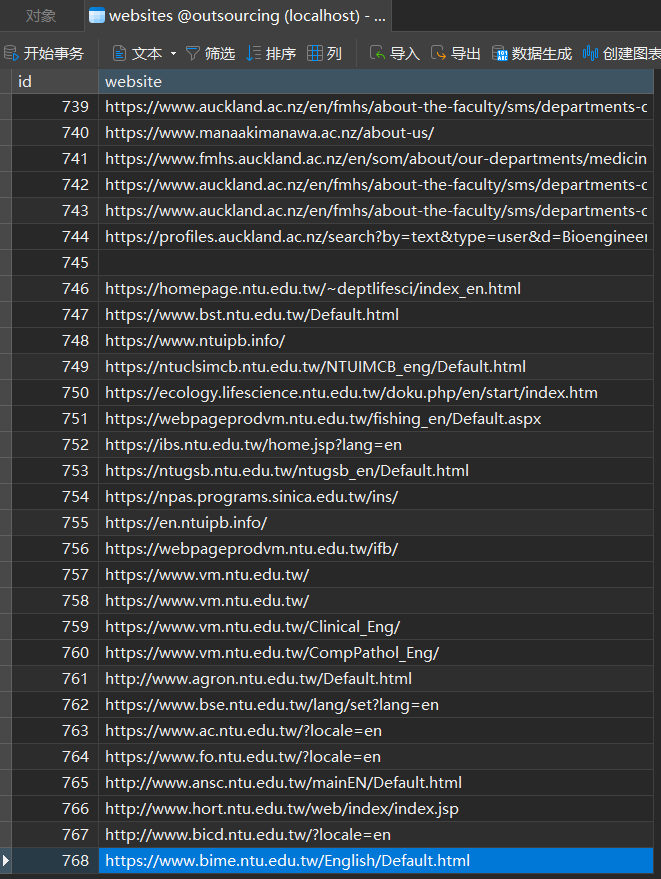 对象 websites @outsourcing (localhost) - ...
开始事务 文本 筛选 排序 列 导入 导出 数据生成 创建图表
id website
739 https://www.auckland.ac.nz/en/fmhs/about-the-faculty/sms/departments-c
740 https://www.manaakimanawa.ac.nz/about-us/
741 https://www.fmhs.auckland.ac.nz/en/som/about/our-departments/medicin
742 https://www.auckland.ac.nz/en/fmhs/about-the-faculty/sms/departments-c
743 https://www.auckland.ac.nz/en/fmhs/about-the-faculty/sms/departments-c
744 https://profiles.auckland.ac.nz/search?by=text&type=user&d=Bioengineer
745
746 https://homepage.ntu.edu.tw/~deptlifesci/index_en.html
747 https://www.bst.ntu.edu.tw/Default.html
748 https://www.ntuipb.info/
749 https://ntuclsimcb.ntu.edu.tw/NTUIMCB_eng/Default.html
750 https://ecology.lifescience.ntu.edu.tw/doku.php/en/start/index.htm
751 https://webpageprodvm.ntu.edu.tw/fishing_en/Default.aspx
752 https://ibs.ntu.edu.tw/home.jsp?lang=en
753 https://ntugsb.ntu.edu.tw/ntugsb_en/Default.html
754 https://npas.programs.sinica.edu.tw/ins/
755 https://en.ntuipb.info/
756 https://webpageprodvm.ntu.edu.tw/ifb/
757 https://www.vm.ntu.edu.tw/
758 https://www.vm.ntu.edu.tw/
759 https://www.vm.ntu.edu.tw/Clinical_Eng/
760 https://www.vm.ntu.edu.tw/CompPathol_Eng/
761 http://www.agron.ntu.edu.tw/Default.html
762 https://www.bse.ntu.edu.tw/lang/set?lang=en
763 https://www.ac.ntu.edu.tw/?locale=en
764 https://www.fo.ntu.edu.tw/?locale=en
765 http://www.ansc.ntu.edu.tw/mainEN/Default.html
766 http://www.hort.ntu.edu.tw/web/index/index.jsp
767 http://www.bicd.ntu.edu.tw/?locale=en
768 https://www.bime.ntu.edu.tw/English/Default.html